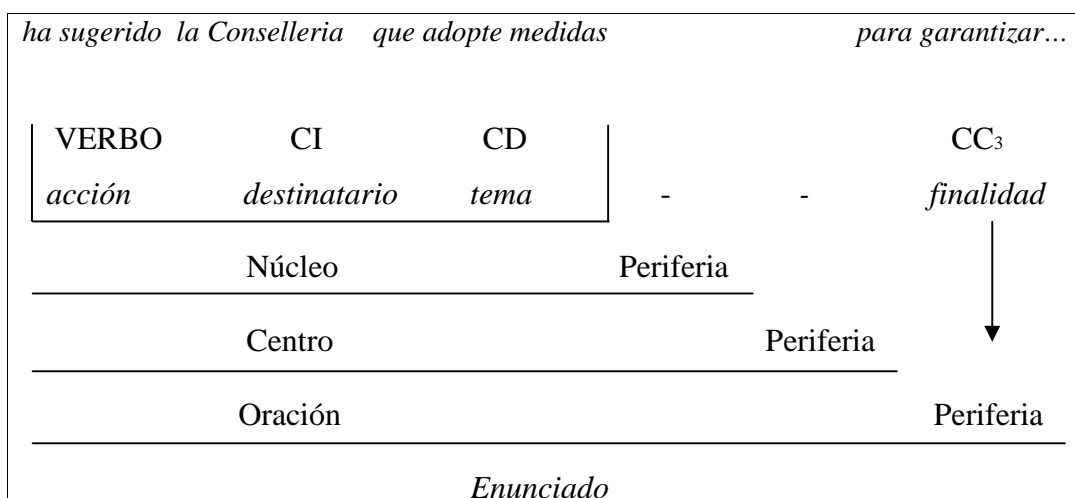 ha sugerido la Conselleria que adopte medidas para garantizar…
VERBO CI CD CC3
acción destinatario tema - - finalidad
Núcleo Periferia
Centro Periferia
Oración Periferia
Enunciado